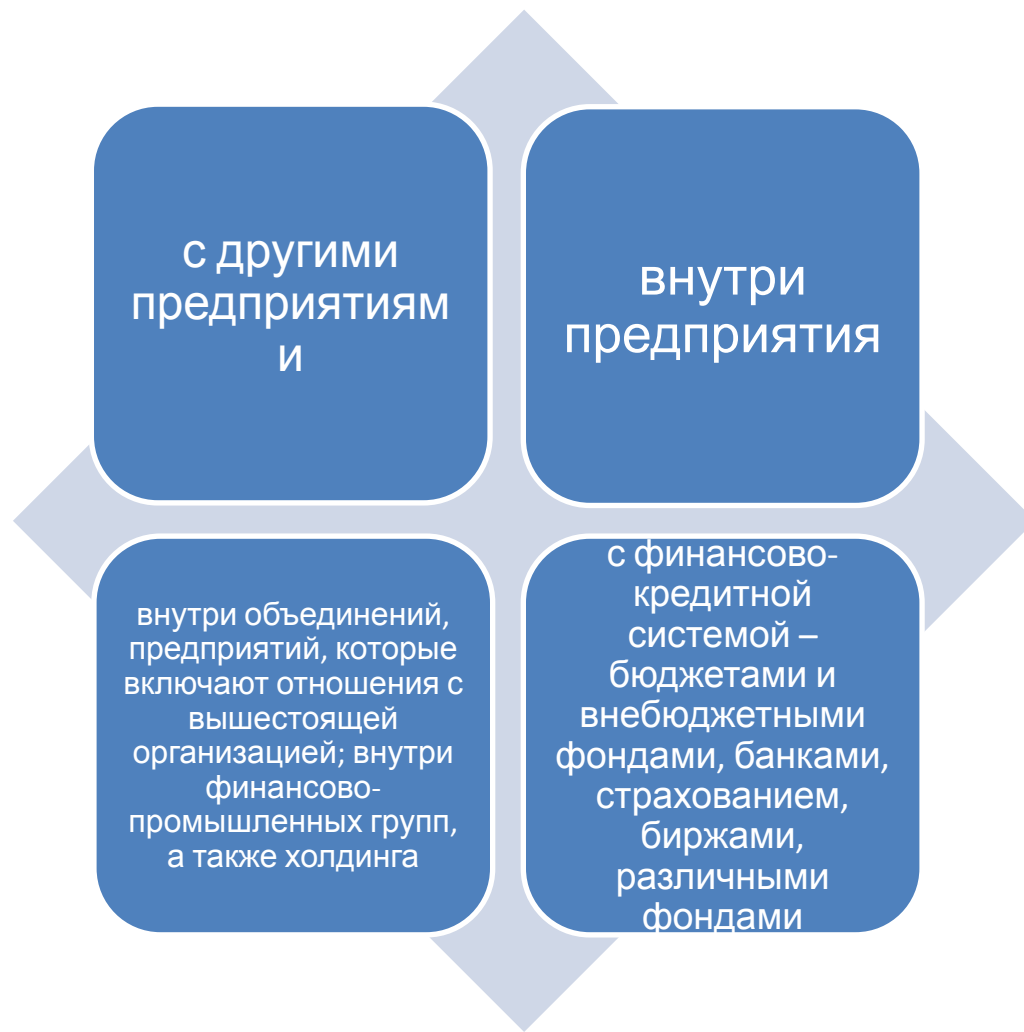 с другими
предприятиям
и
внутри
предприятия
внутри объединений,
предприятий, которые
включают отношения с
вышестоящей
организацией; внутри
финансово-
промышленных групп,
а также холдинга
с финансово-
кредитной
системой –
бюджетами и
внебюджетными
фондами, банками,
страхованием,
биржами,
различными
фондами